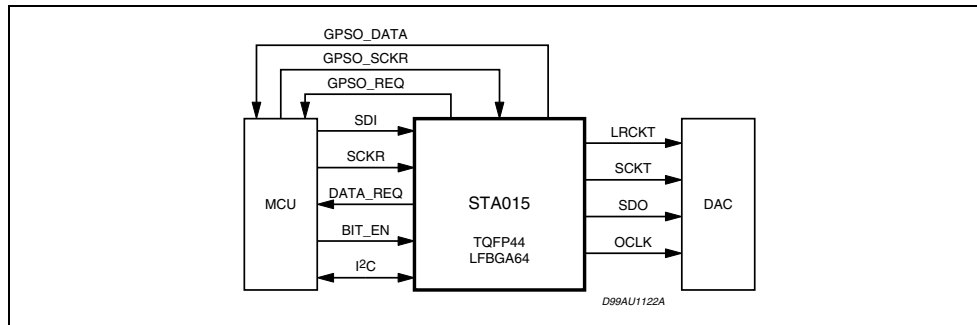 GPSO_DATA
GPSO_SCKR
GPSO_REQ
SDI
SCKR
DATA_REQ
BIT_EN
I²C
MCU
STA015
TQFP44
LFBGA64
LRCKT
SCKT
SDO
OCLK
DAC
D99AU1122A